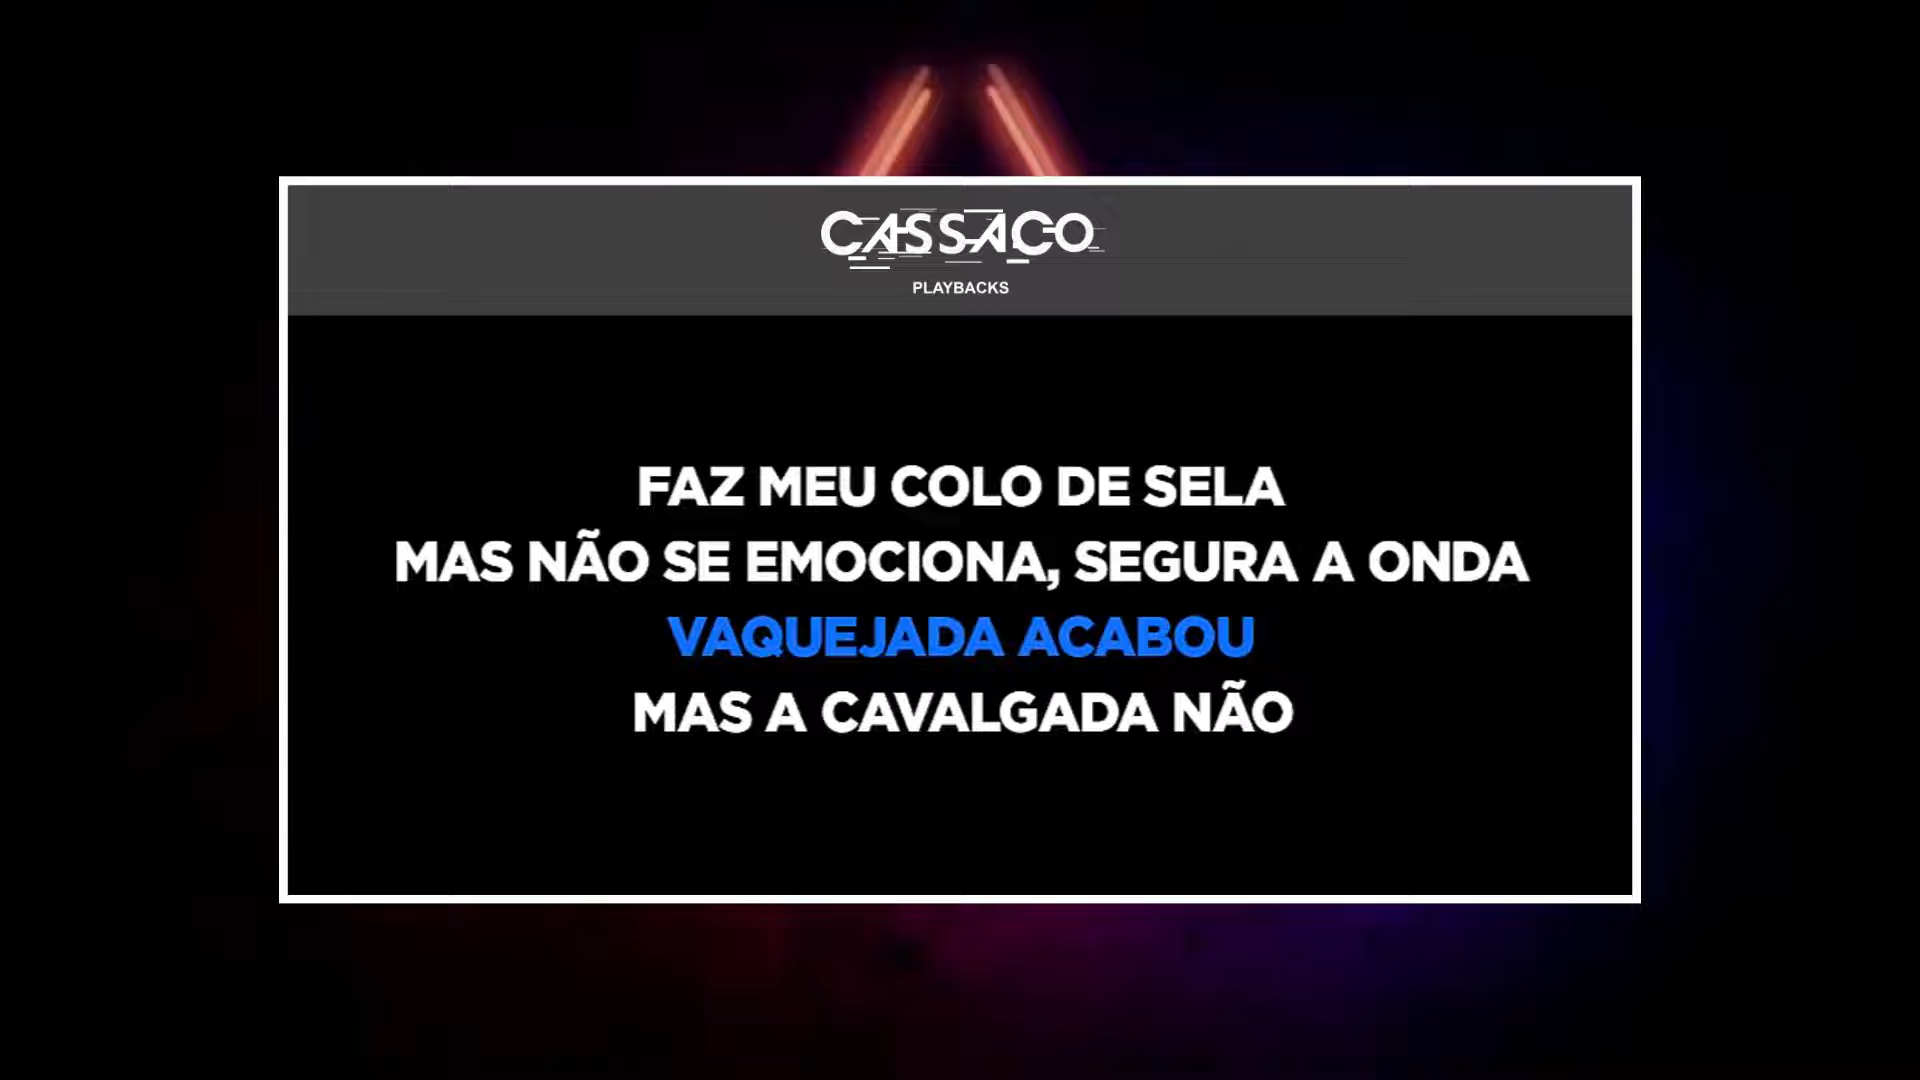 CASSACO
PLAYBACKS
FAZ MEU COLO DE SELA
MAS NÃO SE EMOCIONA, SEGURA A ONDA
VAQUEJADA ACABOU
MAS A CAVALGADA NÃO